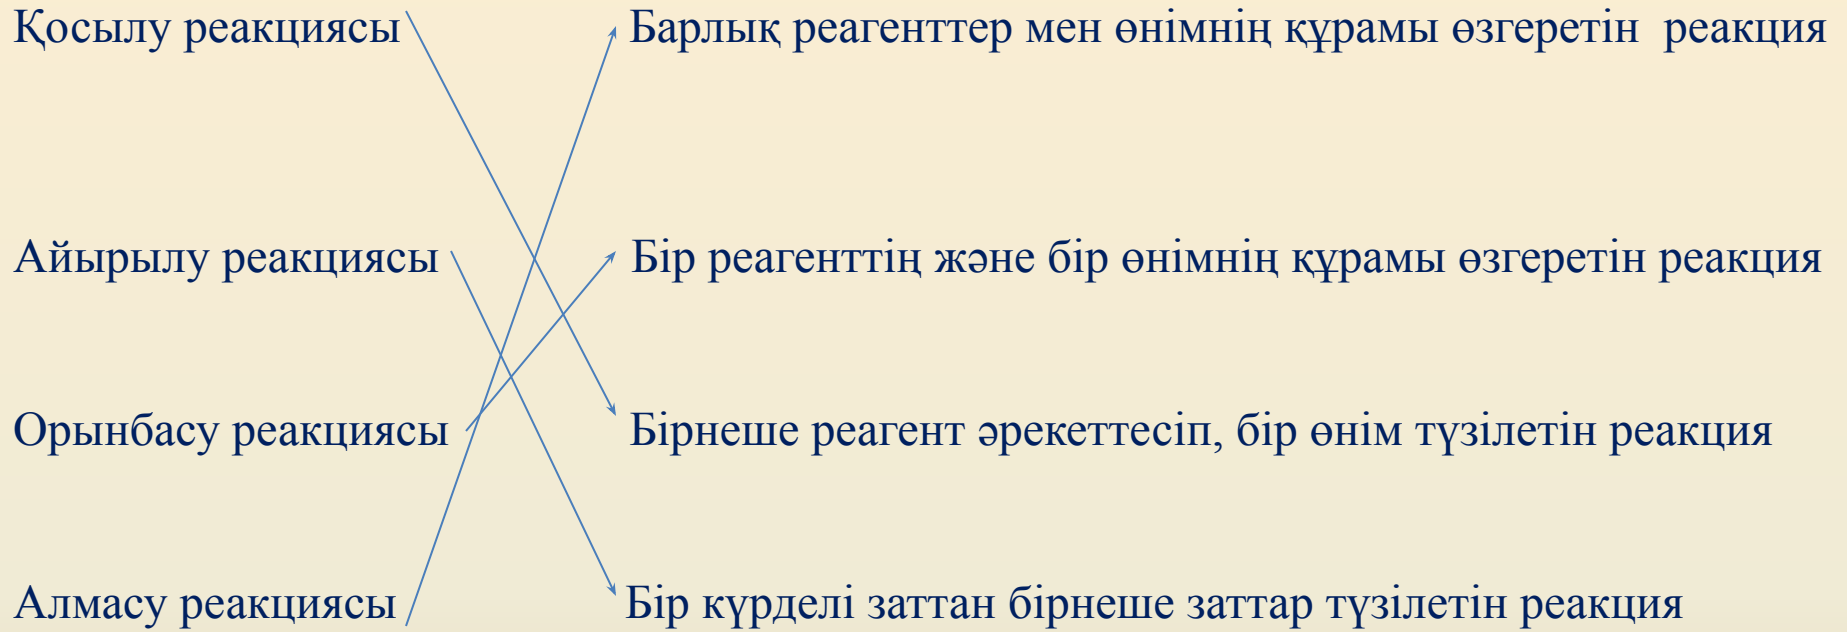 Қосылу реакциясы Барлық реагенттер мен өнімнің құрамы өзгеретін реакция
Айырылу реакциясы Бір реагенттің және бір өнімнің құрамы өзгеретін реакция
Орынбасу реакциясы Бірнеше реагент әрекеттесіп, бір өнім түзілетін реакция
Алмасу реакциясы Бір күрделі заттан бірнеше заттар түзілетін реакция